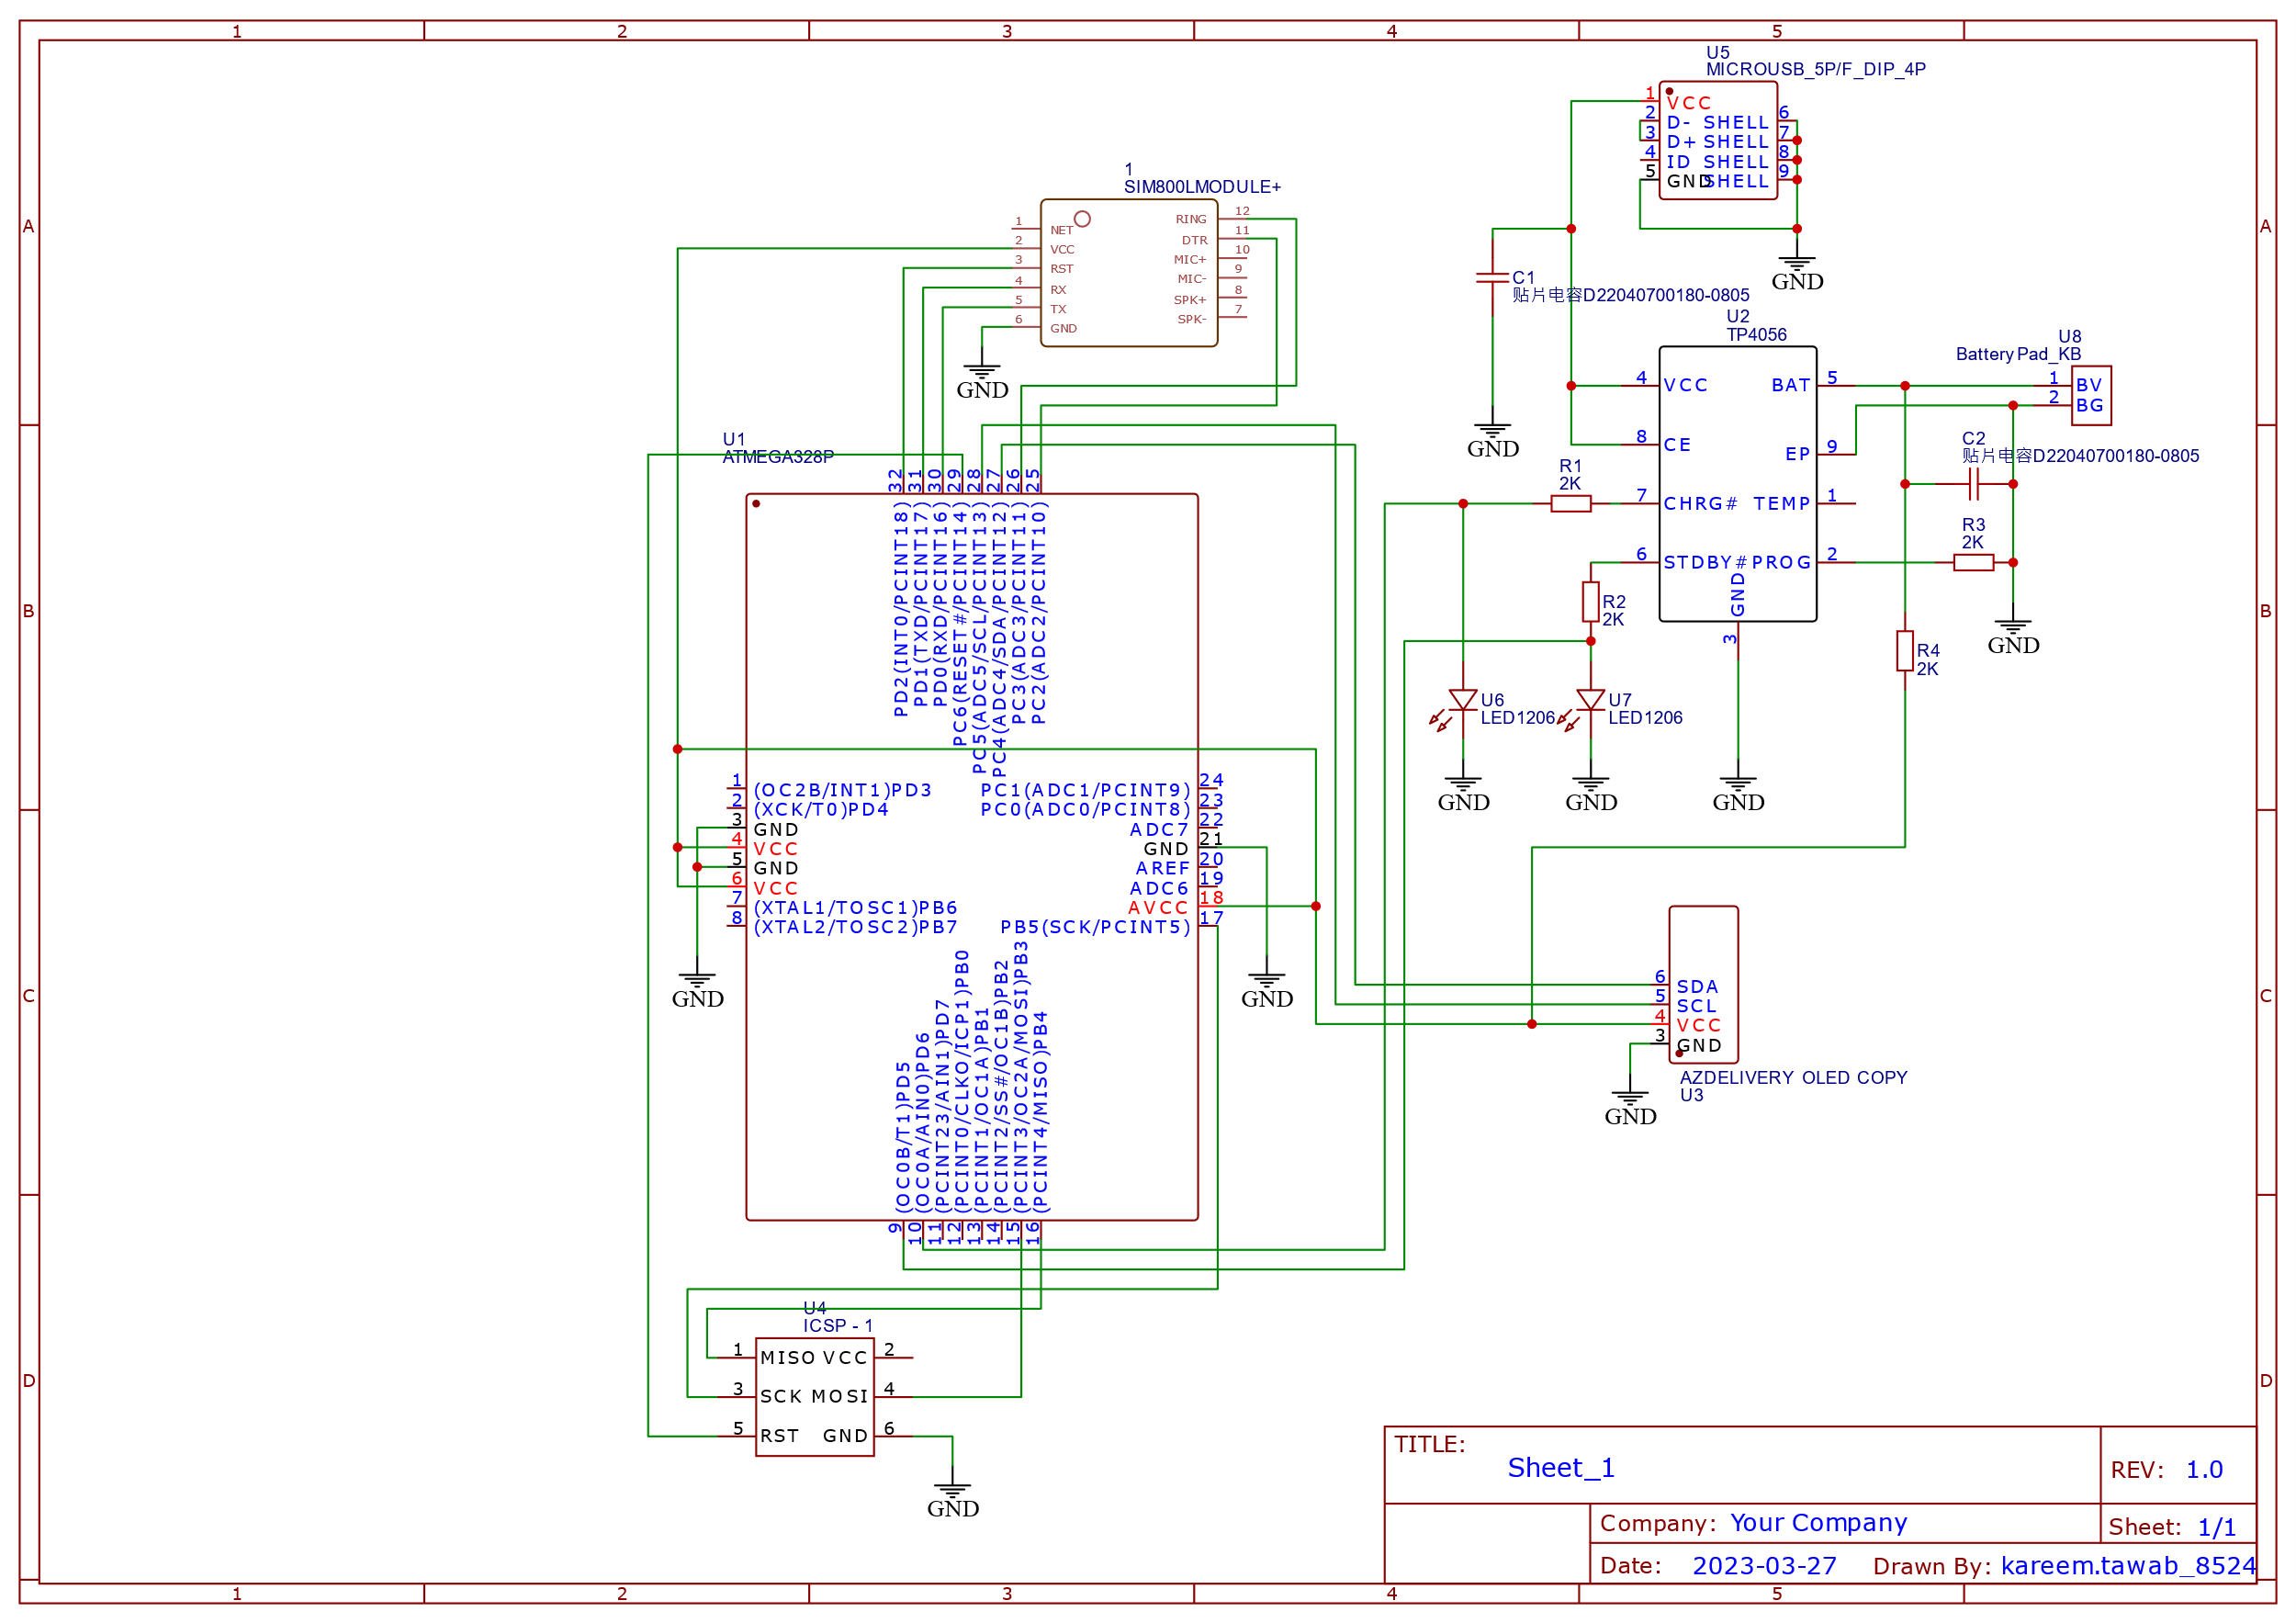 1 2 3 4 5
A
B
C
D
A
B
C
D
1 2 3 4 5
U5
MICROUSB_5P/F_DIP_4P
1 VCC
2 D- SHELL 6
3 D+ SHELL 7
4 ID SHELL 8
5 GND SHELL 9
GND
1
SIM800LMODULE+
1 NET
2 VCC
3 RST
4 RX
5 TX
6 GND
RING 12
DTR 11
MIC+ 10
MIC- 9
SPK+ 8
SPK- 7
GND
C1
贴片电容D22040700180-0805
GND
U2
TP4056
4 VCC
8 CE
7 CHRG#
6 STDBY#
BAT 5
EP 9
TEMP 1
PROG 2
GND 3
GND
U8
Battery Pad_KB
1 BV
2 BG
C2
贴片电容D22040700180-0805
R1
2K
R2
2K
R3
2K
GND
R4
2K
U6
LED1206
GND
U7
LED1206
GND
U1
ATMEGA328P
32 PD2(INT0/PCINT18)
31 PD1(TXD/PCINT17)
30 PD0(RXD/PCINT16)
29 PC6(RESET#/PCINT14)
28 PC5(ADC5/SCL/PCINT13)
27 PC4(ADC4/SDA/PCINT12)
26 PC3(ADC3/PCINT11)
25 PC2(ADC2/PCINT10)
1 (OC2B/INT1)PD3
2 (XCK/T0)PD4
3 GND
4 VCC
5 GND
6 VCC
7 (XTAL1/TOSC1)PB6
8 (XTAL2/TOSC2)PB7
PC1(ADC1/PCINT9) 24
PC0(ADC0/PCINT8) 23
ADC7 22
GND 21
AREF 20
ADC6 19
AVCC 18
PB5(SCK/PCINT5) 17
9 (OC0B/T1)PD5
10 (OC0A/AIN0)PD6
11 (PCINT23/AIN1)PD7
12 (PCINT0/CLKO/ICP1)PB0
13 (PCINT1/OC1A)PB1
14 (PCINT2/SS#/OC1B)PB2
15 (PCINT3/OC2A/MOSI)PB3
16 (PCINT4/MISO)PB4
GND
GND
6 SDA
5 SCL
4 VCC
3 GND
AZDELIVERY OLED COPY
U3
GND
U4
ICSP - 1
1 MISO VCC 2
3 SCK MOSI 4
5 RST GND 6
GND
TITLE:
Sheet_1
REV: 1.0
Company: Your Company
Sheet: 1/1
Date: 2023-03-27 Drawn By: kareem.tawab_8524